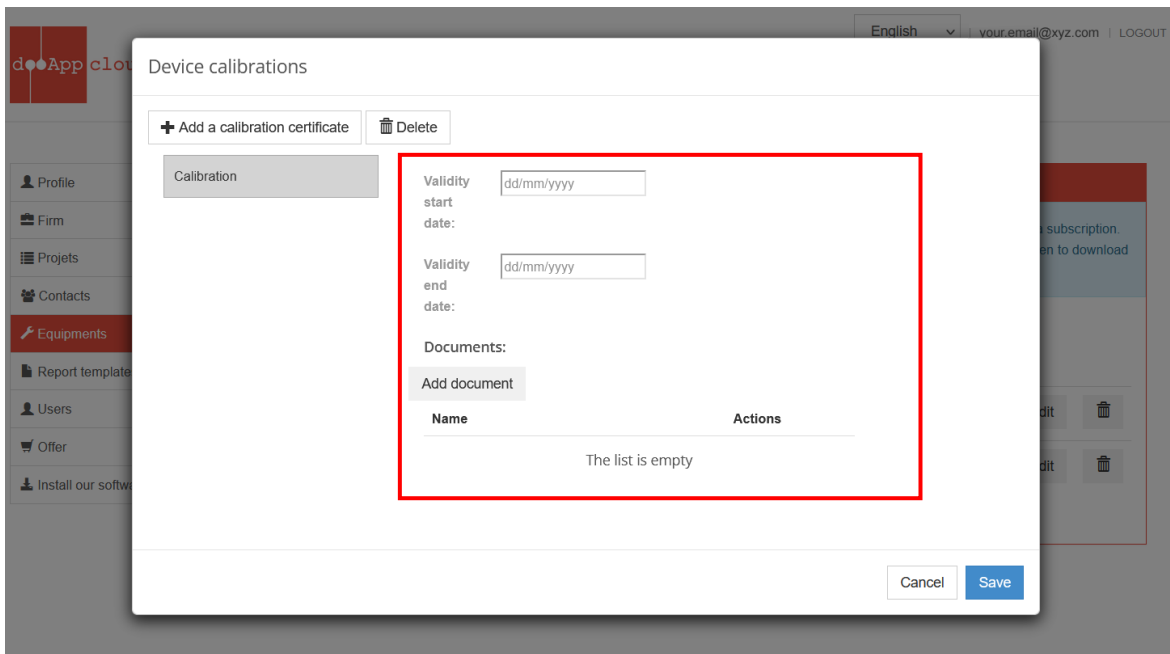 English
your.email@xyz.com | LOGOUT
dooApp clou
Device calibrations
Add a calibration certificate
Delete
Calibration
Validity
start
date:
dd/mm/yyyy
Validity
end
date:
dd/mm/yyyy
Documents:
Add document
Name Actions
The list is empty
Cancel
Save
Profile
Firm
Projets
Contacts
Equipments
Report template
Users
Offer
Install our softw
subscription.
en to download
dit
dit